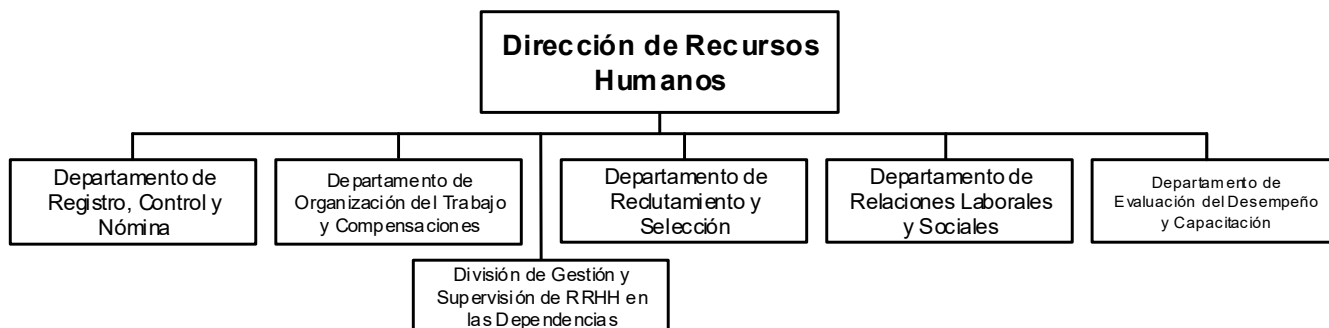 Dirección de Recursos
Humanos
Departamento de
Registro, Control y
Nómina
Departamento de
Organización del Trabajo
y Compensaciones
Departamento de
Reclutamiento y
Selección
Departamento de
Relaciones Laborales
y Sociales
Departamento de
Evaluación del Desempeño
y Capacitación
División de Gestión y
Supervisión de RRHH en
las Dependencias